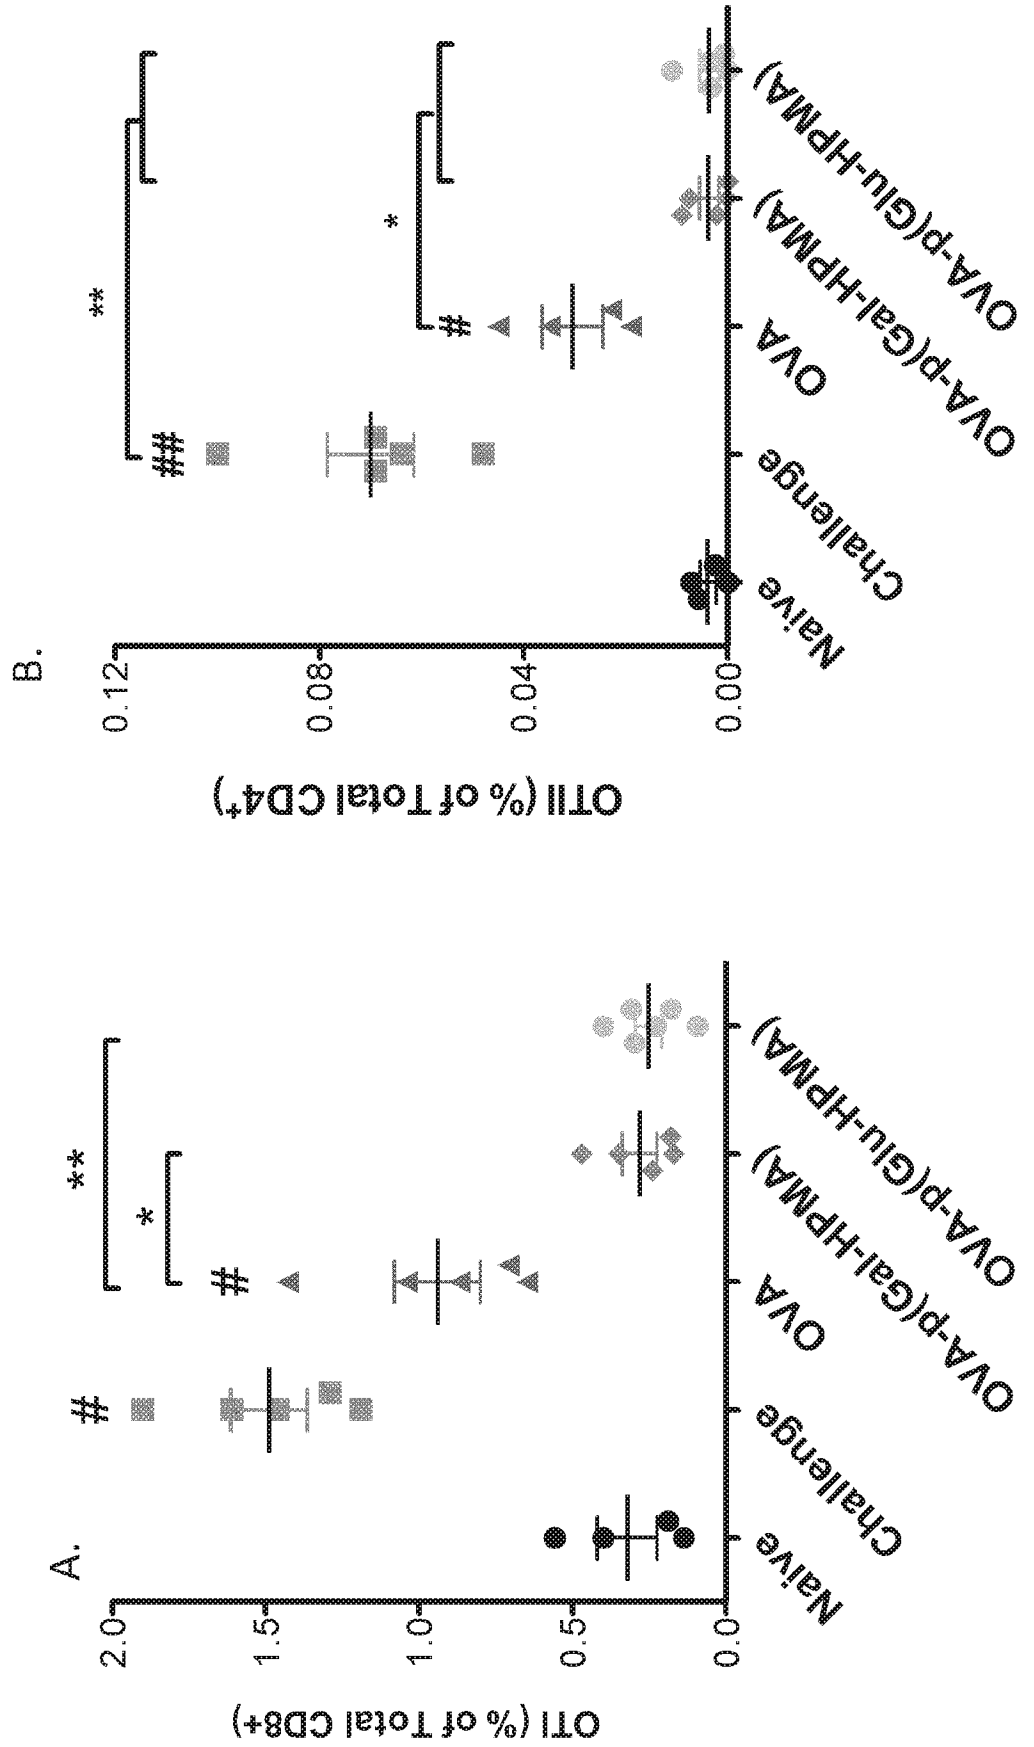 A.
OTI (% of Total CD8+)
2.0
1.5
1.0
0.5
0.0
#
#
**
*
Naive
Challenge
OVA
OVA-p(Gal-HPMA)
OVA-p(Glu-HPMA)
B.
OTII (% of Total CD4⁺)
0.12
0.08
0.04
0.00
##
#
**
*
Naive
Challenge
OVA
OVA-p(Gal-HPMA)
OVA-p(Glu-HPMA)